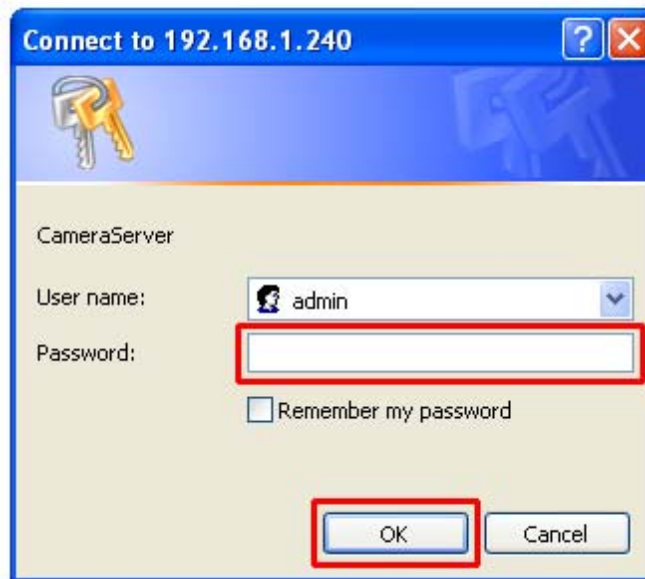 Connect to 192.168.1.240
CameraServer
User name: admin
Password:
Remember my password
OK Cancel